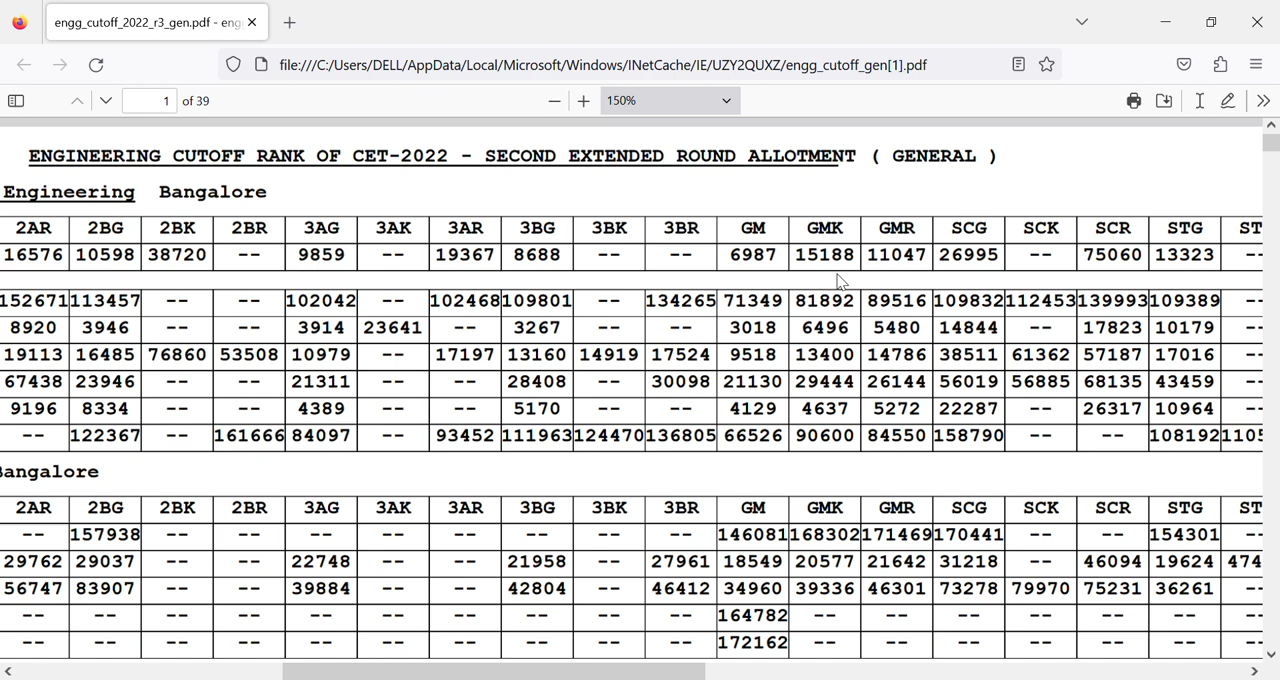 engg_cutoff_2022_r3_gen.pdf - eng
file:///C:/Users/DELL/AppData/Local/Microsoft/Windows/INetCache/IE/UZY2QUXZ/engg_cutoff_gen[1].pdf
1 of 39 150%
ENGINEERING CUTOFF RANK OF CET-2022 - SECOND EXTENDED ROUND ALLOTMENT ( GENERAL )
Engineering Bangalore
2AR 2BG 2BK 2BR 3AG 3AK 3AR 3BG 3BK 3BR GM GMK GMR SCG SCK SCR STG ST
16576 10598 38720 -- 9859 -- 19367 8688 -- -- 6987 15188 11047 26995 -- 75060 13323 --
152671 113457 -- -- 102042 -- 102468 109801 -- 134265 71349 81892 89516 109832 112453 139993 109389 --
8920 3946 -- -- 3914 23641 -- 3267 -- -- 3018 6496 5480 14844 -- 17823 10179 --
19113 16485 76860 53508 10979 -- 17197 13160 14919 17524 9518 13400 14786 38511 61362 57187 17016 --
67438 23946 -- -- 21311 -- -- 28408 -- 30098 21130 29444 26144 56019 56885 68135 43459 --
9196 8334 -- -- 4389 -- -- 5170 -- -- 4129 4637 5272 22287 -- 26317 10964 --
-- 122367 -- 161666 84097 -- 93452 111963 124470 136805 66526 90600 84550 158790 -- -- 108192 1105
Bangalore
2AR 2BG 2BK 2BR 3AG 3AK 3AR 3BG 3BK 3BR GM GMK GMR SCG SCK SCR STG ST
-- 157938 -- -- -- -- -- -- -- -- 146081 168302 171469 170441 -- -- 154301 --
29762 29037 -- -- 22748 -- -- 21958 -- 27961 18549 20577 21642 31218 -- 46094 19624 474
56747 83907 -- -- 39884 -- -- 42804 -- 46412 34960 39336 46301 73278 79970 75231 36261 --
-- -- -- -- -- -- -- -- -- -- 164782 -- -- -- -- -- -- --
-- -- -- -- -- -- -- -- -- -- 172162 -- -- -- -- -- -- --